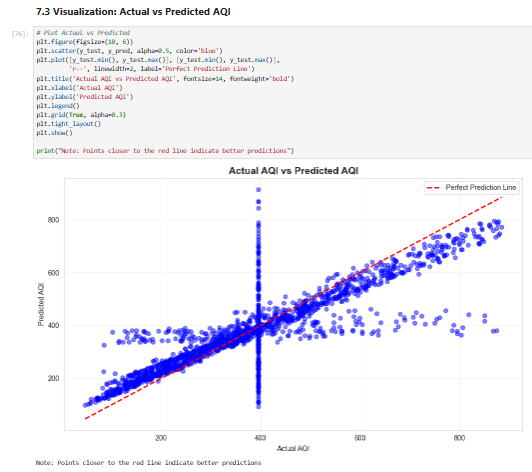 7.3 Visualization: Actual vs Predicted AQI
[76]:
# Plot Actual vs Predicted
plt.figure(figsize=(10, 6))
plt.scatter(y_test, y_pred, alpha=0.5, color='blue')
plt.plot([y_test.min(), y_test.max()], [y_test.min(), y_test.max()],
'r--', linewidth=2, label='Perfect Prediction Line')
plt.title('Actual AQI vs Predicted AQI', fontsize=14, fontweight='bold')
plt.xlabel('Actual AQI')
plt.ylabel('Predicted AQI')
plt.legend()
plt.grid(True, alpha=0.3)
plt.tight_layout()
plt.show()
print("Note: Points closer to the red line indicate better predictions")
Actual AQI vs Predicted AQI
Perfect Prediction Line
800
600
400
200
Predicted AQI
200
400
600
800
Actual AQI
Note: Points closer to the red line indicate better predictions